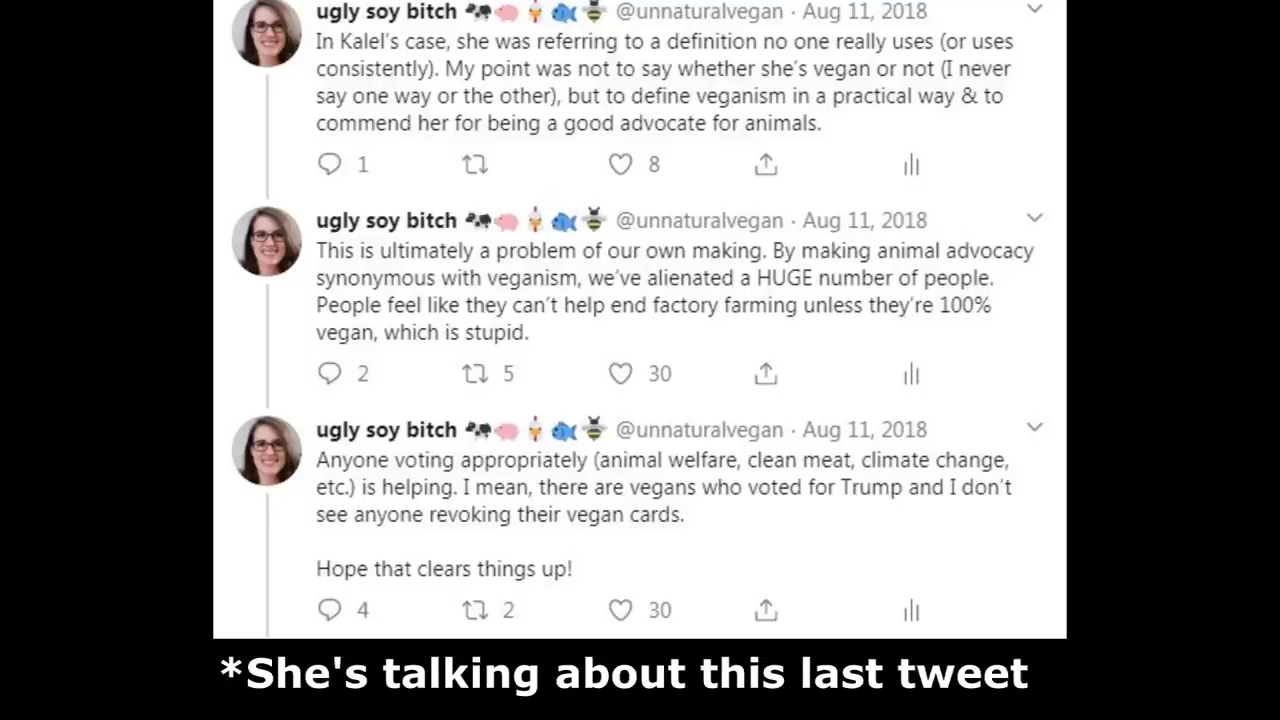 ugly soy bitch 🐄🐖🐓🐟🐝 @unnaturalvegan · Aug 11, 2018
In Kalel's case, she was referring to a definition no one really uses (or uses
consistently). My point was not to say whether she's vegan or not (I never
say one way or the other), but to define veganism in a practical way & to
commend her for being a good advocate for animals.
1 8
ugly soy bitch 🐄🐖🐓🐟🐝 @unnaturalvegan · Aug 11, 2018
This is ultimately a problem of our own making. By making animal advocacy
synonymous with veganism, we've alienated a HUGE number of people.
People feel like they can't help end factory farming unless they're 100%
vegan, which is stupid.
2 5 30
ugly soy bitch 🐄🐖🐓🐟🐝 @unnaturalvegan · Aug 11, 2018
Anyone voting appropriately (animal welfare, clean meat, climate change,
etc.) is helping. I mean, there are vegans who voted for Trump and I don't
see anyone revoking their vegan cards.
Hope that clears things up!
4 2 30
*She's talking about this last tweet